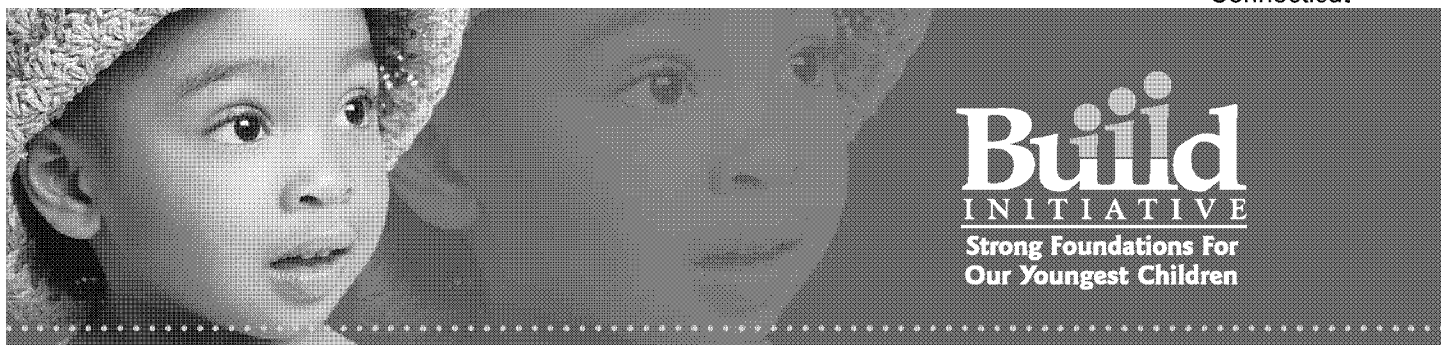 Connecticut
Build
INITIATIVE
Strong Foundations For
Our Youngest Children